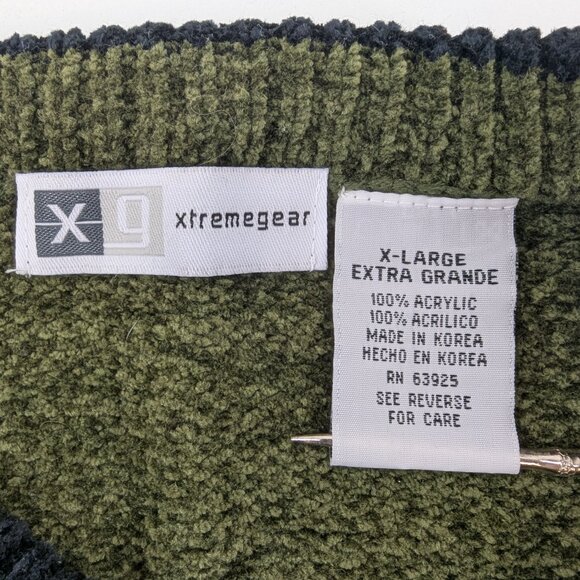 xg xtremegear
X-LARGE
EXTRA GRANDE
100% ACRYLIC
100% ACRILICO
MADE IN KOREA
HECHO EN KOREA
RN 63925
SEE REVERSE
FOR CARE